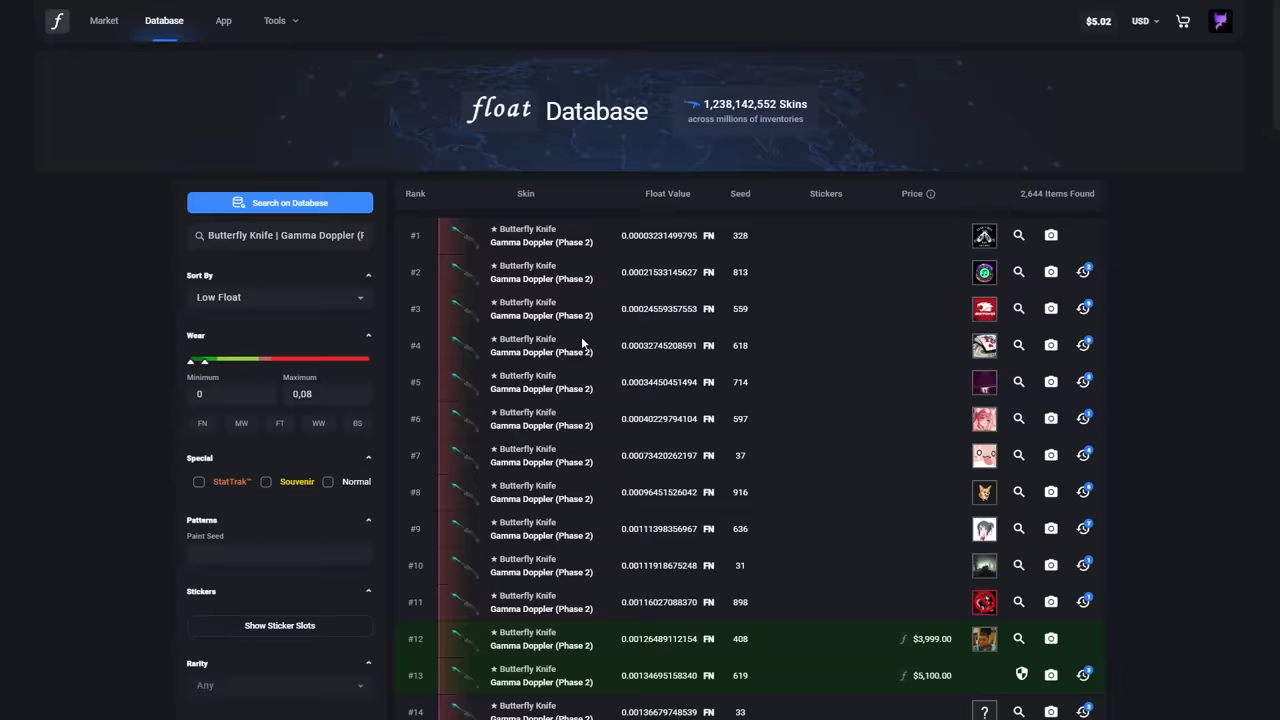 f Market Database App Tools $5.02 USD
float Database 1,238,142,552 Skins
across millions of inventories
Search on Database
Butterfly Knife | Gamma Doppler (F
Sort By
Low Float
Wear
Minimum Maximum
0 0,08
FN MW FT WW BS
Special
StatTrak™ Souvenir Normal
Patterns
Paint Seed
Stickers
Show Sticker Slots
Rarity
Any
Rank Skin Float Value Seed Stickers Price 2,644 Items Found
#1 ★ Butterfly Knife
Gamma Doppler (Phase 2) 0.00003231499795 FN 328
#2 ★ Butterfly Knife
Gamma Doppler (Phase 2) 0.00021533145627 FN 813 2
#3 ★ Butterfly Knife
Gamma Doppler (Phase 2) 0.00024559357553 FN 559
#4 ★ Butterfly Knife
Gamma Doppler (Phase 2) 0.00032745208591 FN 618
#5 ★ Butterfly Knife
Gamma Doppler (Phase 2) 0.00034450451494 FN 714
#6 ★ Butterfly Knife
Gamma Doppler (Phase 2) 0.00040229794104 FN 597 1
#7 ★ Butterfly Knife
Gamma Doppler (Phase 2) 0.00073420262197 FN 37 4
#8 ★ Butterfly Knife
Gamma Doppler (Phase 2) 0.00096451526042 FN 916
#9 ★ Butterfly Knife
Gamma Doppler (Phase 2) 0.00111398356967 FN 636 7
#10 ★ Butterfly Knife
Gamma Doppler (Phase 2) 0.00111918675248 FN 31 1
#11 ★ Butterfly Knife
Gamma Doppler (Phase 2) 0.00116027088370 FN 898 1
#12 ★ Butterfly Knife
Gamma Doppler (Phase 2) 0.00126489112154 FN 408 f $3,999.00
#13 ★ Butterfly Knife
Gamma Doppler (Phase 2) 0.00134695158340 FN 619 f $5,100.00
#14 ★ Butterfly Knife
Gamma Doppler (Phase 2) 0.00136679748539 FN 33 ?